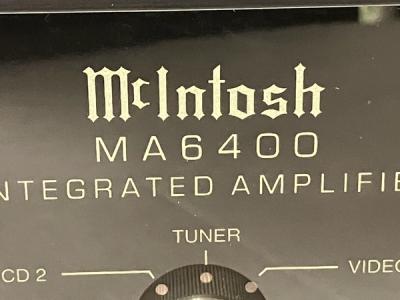 McIntosh
MA6400
INTEGRATED AMPLIFIE
TUNER
CD 2
VIDEO